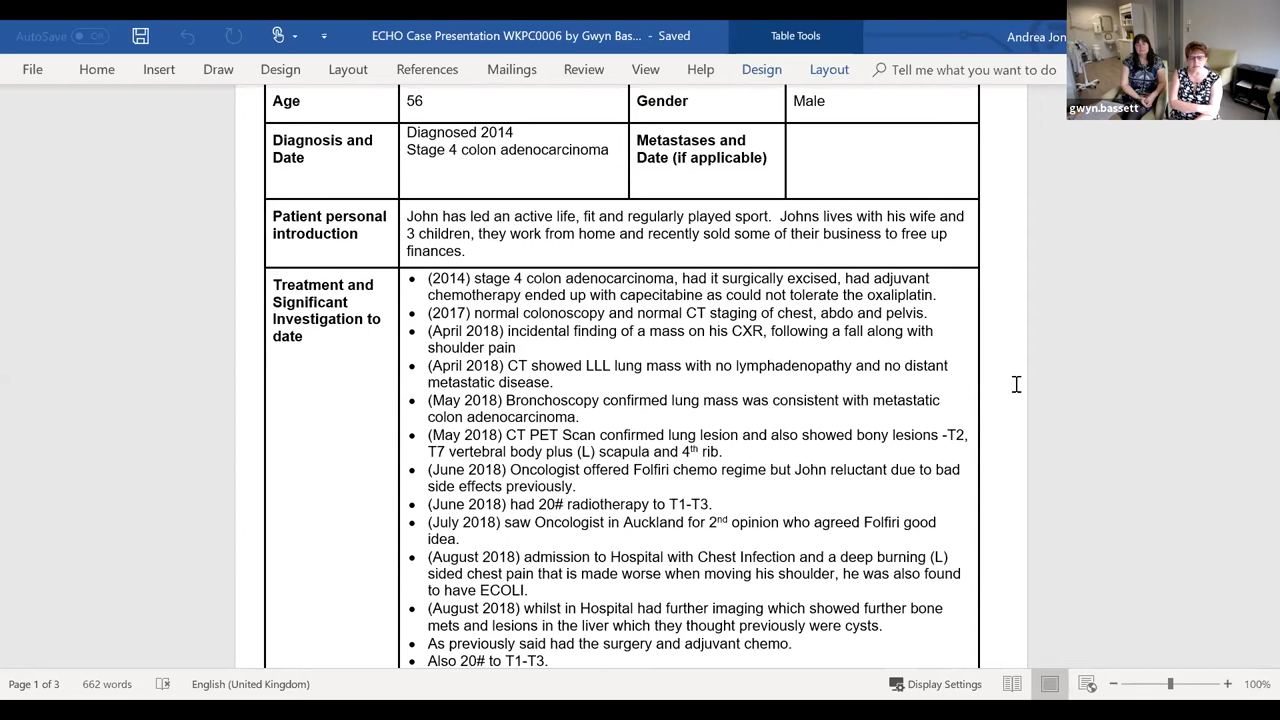 AutoSave Off
ECHO Case Presentation WKPC0006 by Gwyn Bas... - Saved
Table Tools
Andrea Jon
File Home Insert Draw Design Layout References Mailings Review View Help Design Layout Tell me what you want to do
gwyn.bassett
Age 56 Gender Male
Diagnosis and Date
Diagnosed 2014
Stage 4 colon adenocarcinoma
Metastases and
Date (if applicable)
Patient personal
introduction
John has led an active life, fit and regularly played sport. Johns lives with his wife and
3 children, they work from home and recently sold some of their business to free up
finances.
Treatment and
Significant
Investigation to
date
• (2014) stage 4 colon adenocarcinoma, had it surgically excised, had adjuvant
chemotherapy ended up with capecitabine as could not tolerate the oxaliplatin.
• (2017) normal colonoscopy and normal CT staging of chest, abdo and pelvis.
• (April 2018) incidental finding of a mass on his CXR, following a fall along with
shoulder pain
• (April 2018) CT showed LLL lung mass with no lymphadenopathy and no distant
metastatic disease.
• (May 2018) Bronchoscopy confirmed lung mass was consistent with metastatic
colon adenocarcinoma.
• (May 2018) CT PET Scan confirmed lung lesion and also showed bony lesions -T2,
T7 vertebral body plus (L) scapula and 4th rib.
• (June 2018) Oncologist offered Folfiri chemo regime but John reluctant due to bad
side effects previously.
• (June 2018) had 20# radiotherapy to T1-T3.
• (July 2018) saw Oncologist in Auckland for 2nd opinion who agreed Folfiri good
idea.
• (August 2018) admission to Hospital with Chest Infection and a deep burning (L)
sided chest pain that is made worse when moving his shoulder, he was also found
to have ECOLI.
• (August 2018) whilst in Hospital had further imaging which showed further bone
mets and lesions in the liver which they thought previously were cysts.
• As previously said had the surgery and adjuvant chemo.
• Also 20# to T1-T3.
Page 1 of 3 662 words English (United Kingdom) Display Settings 100%